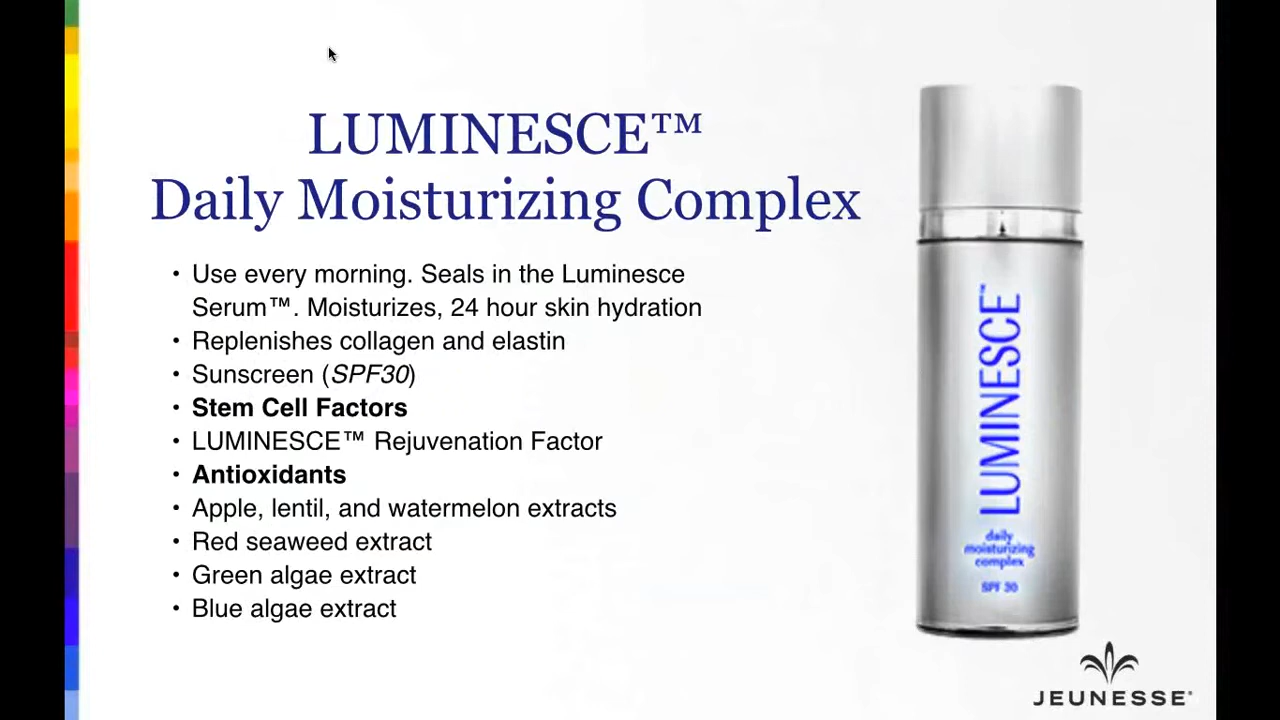 LUMINESCE™
Daily Moisturizing Complex
• Use every morning. Seals in the Luminesce
Serum™. Moisturizes, 24 hour skin hydration
• Replenishes collagen and elastin
• Sunscreen (SPF30)
• Stem Cell Factors
• LUMINESCE™ Rejuvenation Factor
• Antioxidants
• Apple, lentil, and watermelon extracts
• Red seaweed extract
• Green algae extract
• Blue algae extract
LUMINESCE™
daily
moisturizing
complex
SPF 30
JEUNESSE®